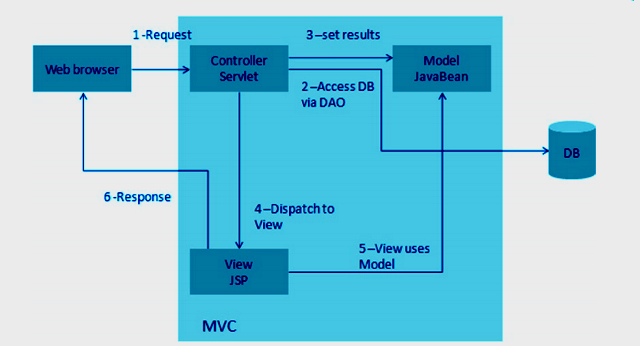 1-Request
3–set results
Web browser
Controller
Servlet
Model
JavaBean
2–Access DB
via DAO
DB
6-Response
4–Dispatch to
View
5–View uses
Model
View
JSP
MVC